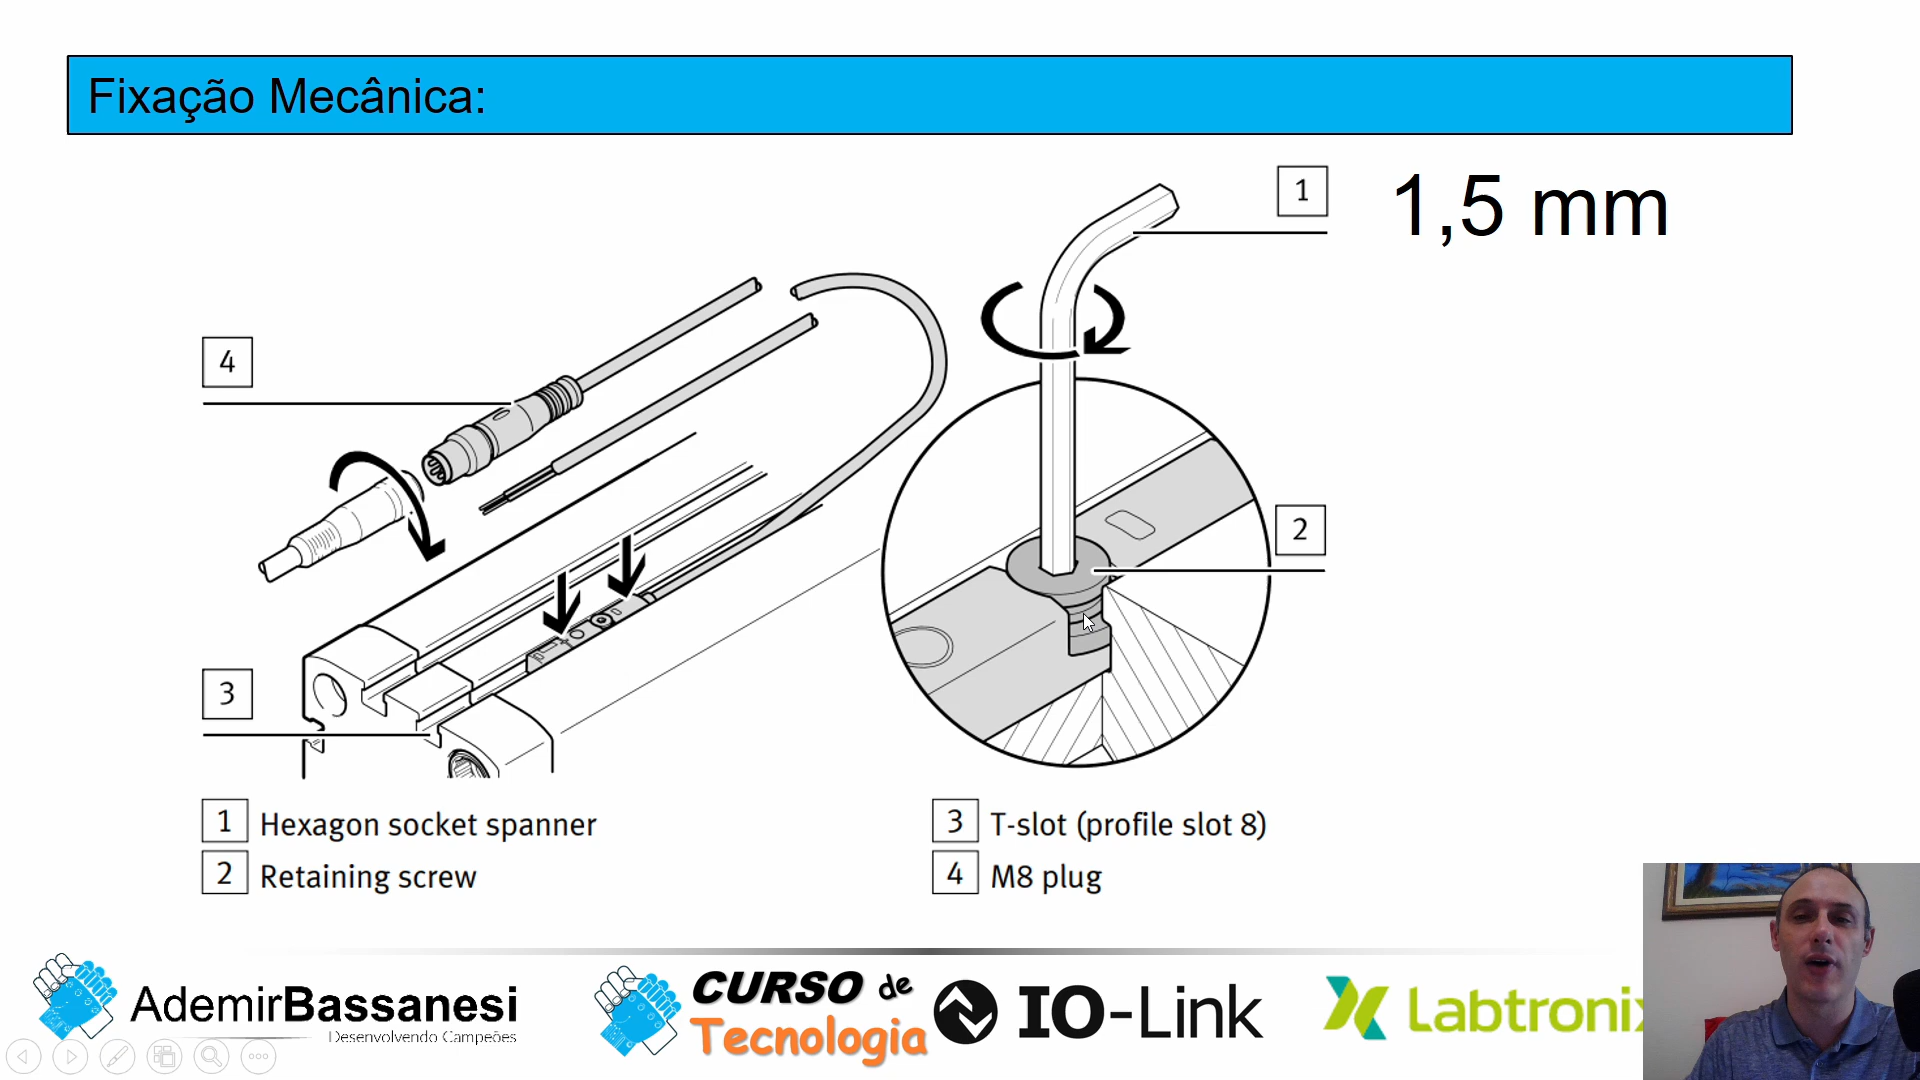 Fixação Mecânica:
1
1,5 mm
4
2
3
1 Hexagon socket spanner
2 Retaining screw
3 T-slot (profile slot 8)
4 M8 plug
AdemirBassanesi
Desenvolvendo Campeões
CURSO de
Tecnologia
IO-Link
Labtronix